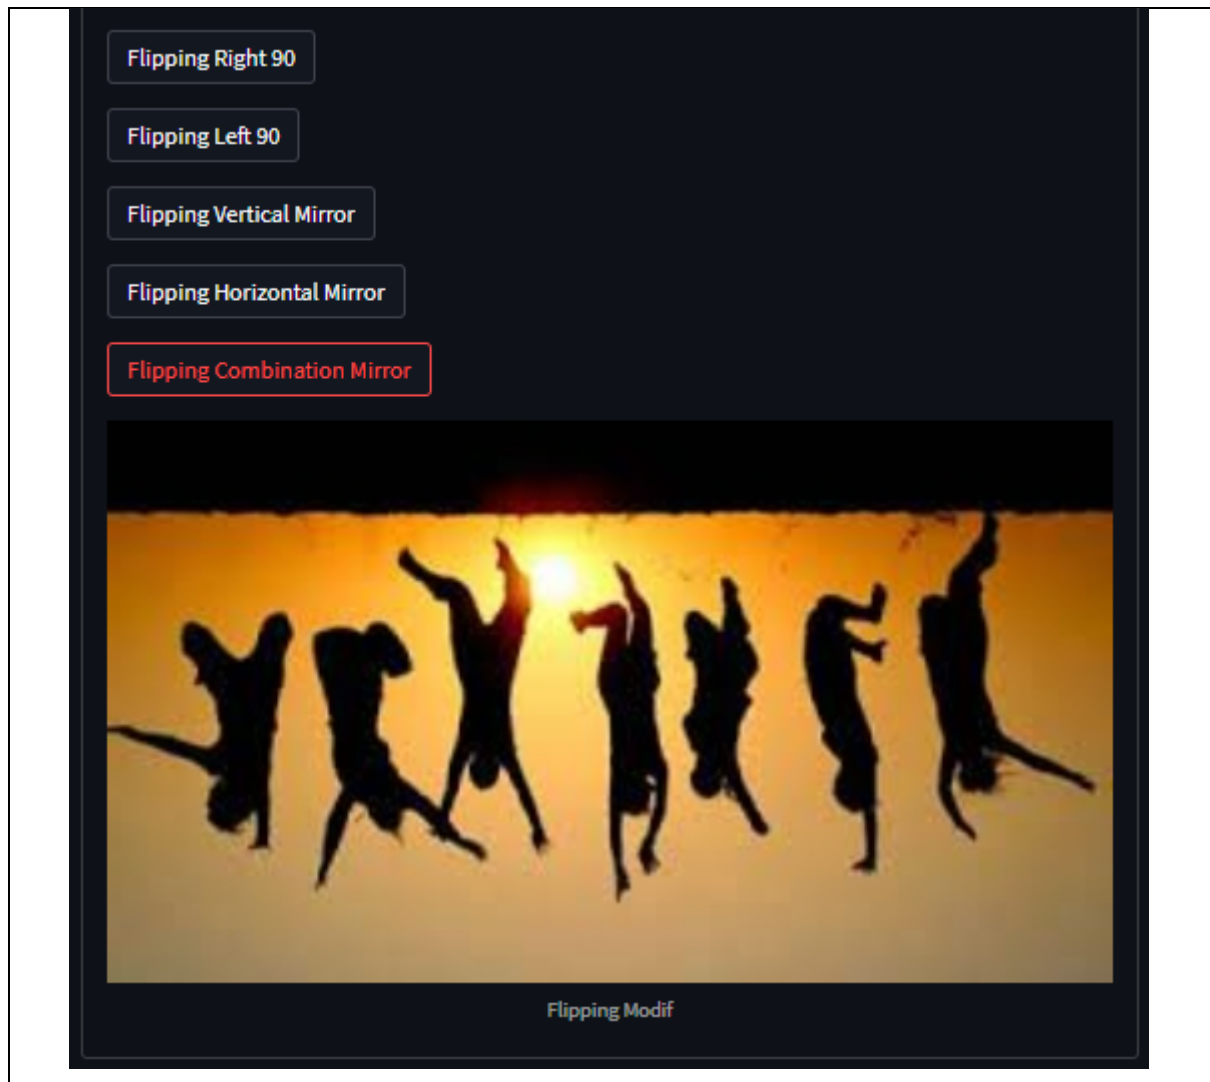 Flipping Right 90
Flipping Left 90
Flipping Vertical Mirror
Flipping Horizontal Mirror
Flipping Combination Mirror
Flipping Modif